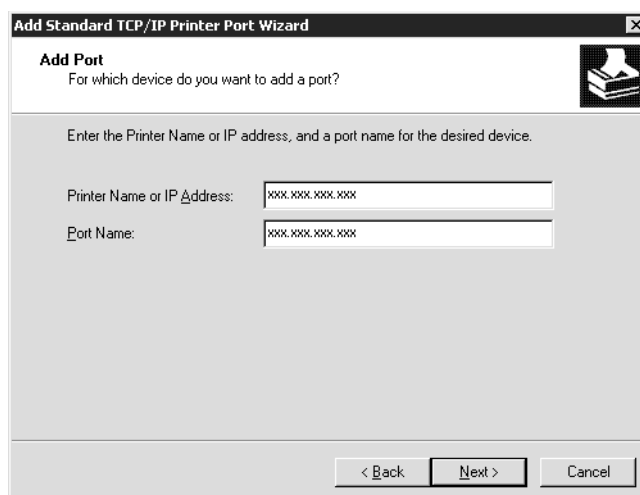 Add Standard TCP/IP Printer Port Wizard
Add Port
For which device do you want to add a port?
Enter the Printer Name or IP address, and a port name for the desired device.
Printer Name or IP Address: xxx.xxx.xxx.xxx
Port Name: xxx.xxx.xxx.xxx
< Back Next > Cancel